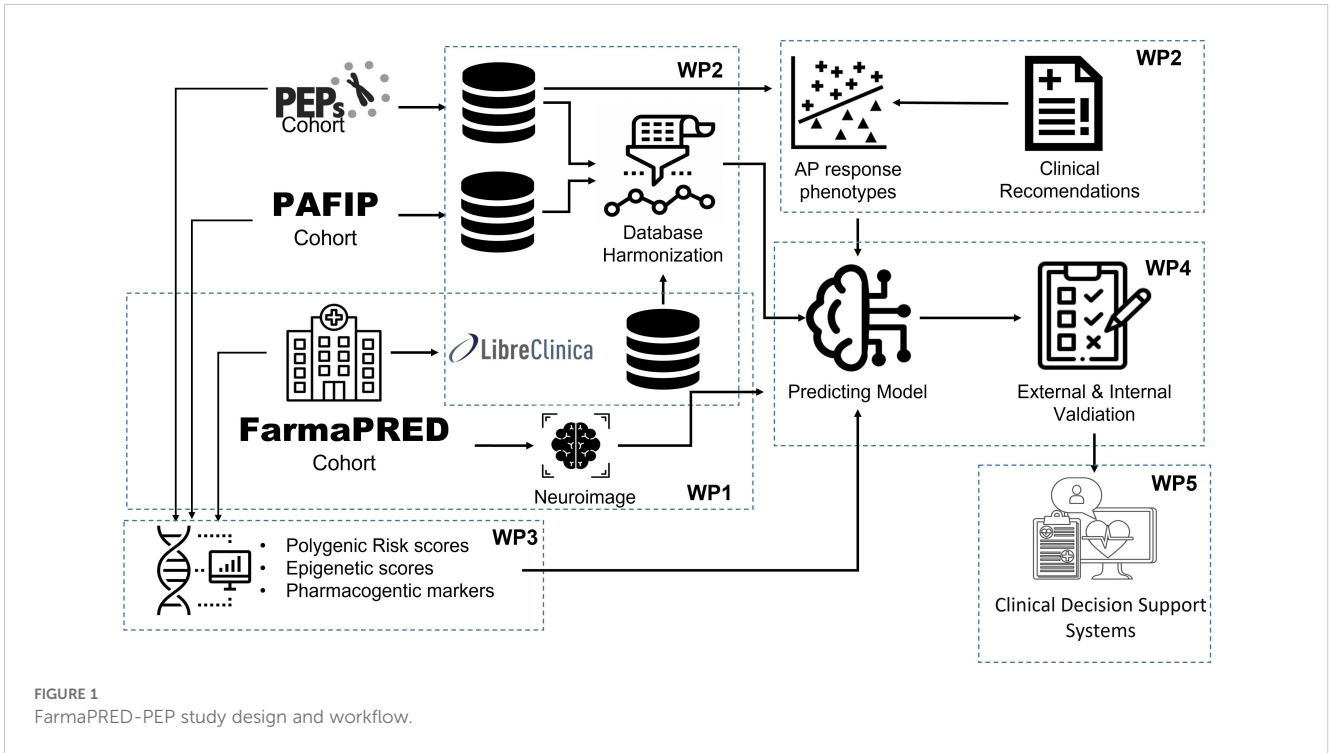 PEPs
Cohort
WP2
PAFIP
Cohort
Database
Harmonization
WP2
AP response
phenotypes
Clinical
Recomendations
LibreClinica
FarmaPRED
Cohort
Neuroimage
WP1
WP4
Predicting Model
External & Internal
Valdiation
WP3
• Polygenic Risk scores
• Epigenetic scores
• Pharmacogentic markers
WP5
Clinical Decision Support
Systems
FIGURE 1
FarmaPRED-PEP study design and workflow.